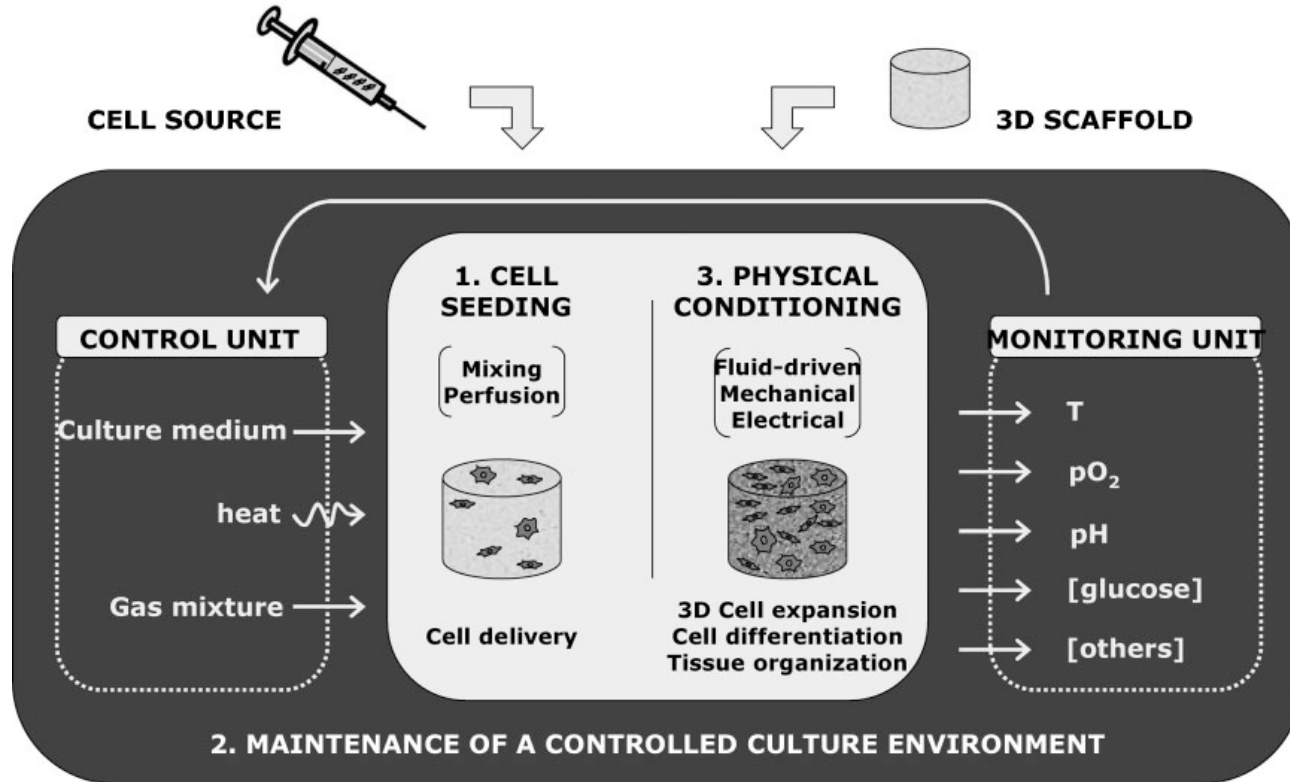 CELL SOURCE
3D SCAFFOLD
1. CELL
SEEDING
Mixing
Perfusion
Cell delivery
3. PHYSICAL
CONDITIONING
Fluid-driven
Mechanical
Electrical
3D Cell expansion
Cell differentiation
Tissue organization
CONTROL UNIT
Culture medium
heat
Gas mixture
MONITORING UNIT
T
pO₂
pH
[glucose]
[others]
2. MAINTENANCE OF A CONTROLLED CULTURE ENVIRONMENT